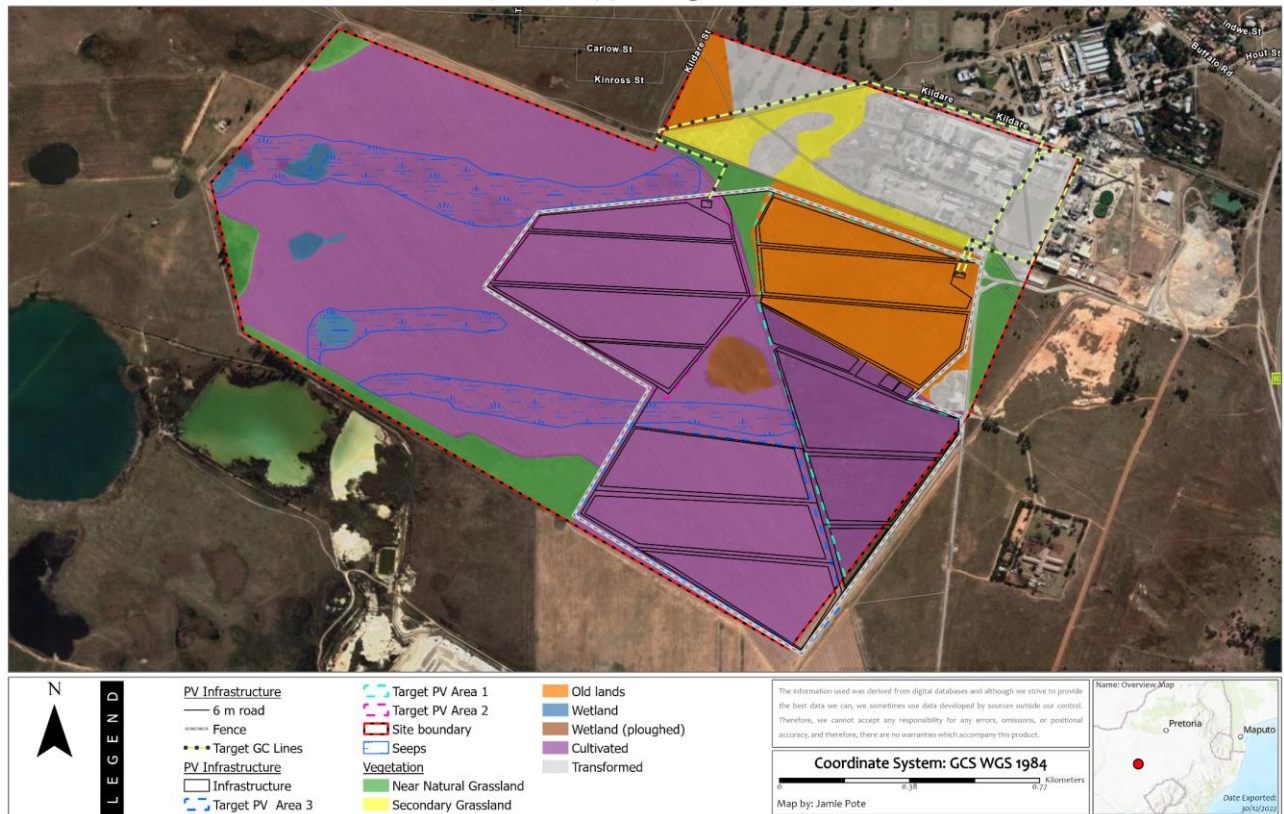 Carlow St
Kinross St
Kildare St
Kildare
Kildare
Indwe St
Buffalo Rd
Hout St
N
LEGEND
PV Infrastructure
6 m road
Fence
Target GC Lines
PV Infrastructure
Infrastructure
Target PV Area 3
Target PV Area 1
Target PV Area 2
Site boundary
Seeps
Vegetation
Near Natural Grassland
Secondary Grassland
Old lands
Wetland
Wetland (ploughed)
Cultivated
Transformed
The information used was derived from digital databases and although we strive to provide
the best data we can, we sometimes use data developed by sources outside our control.
Therefore, we cannot accept any responsibility for any errors, omissions, or positional
accuracy, and therefore, there are no warranties which accompany this product.
Coordinate System: GCS WGS 1984
Kilometers
0 0.38 0.77
Map by: Jamie Pote
Name: Overview Map
Pretoria
Maputo
Date Exported:
30/12/2022